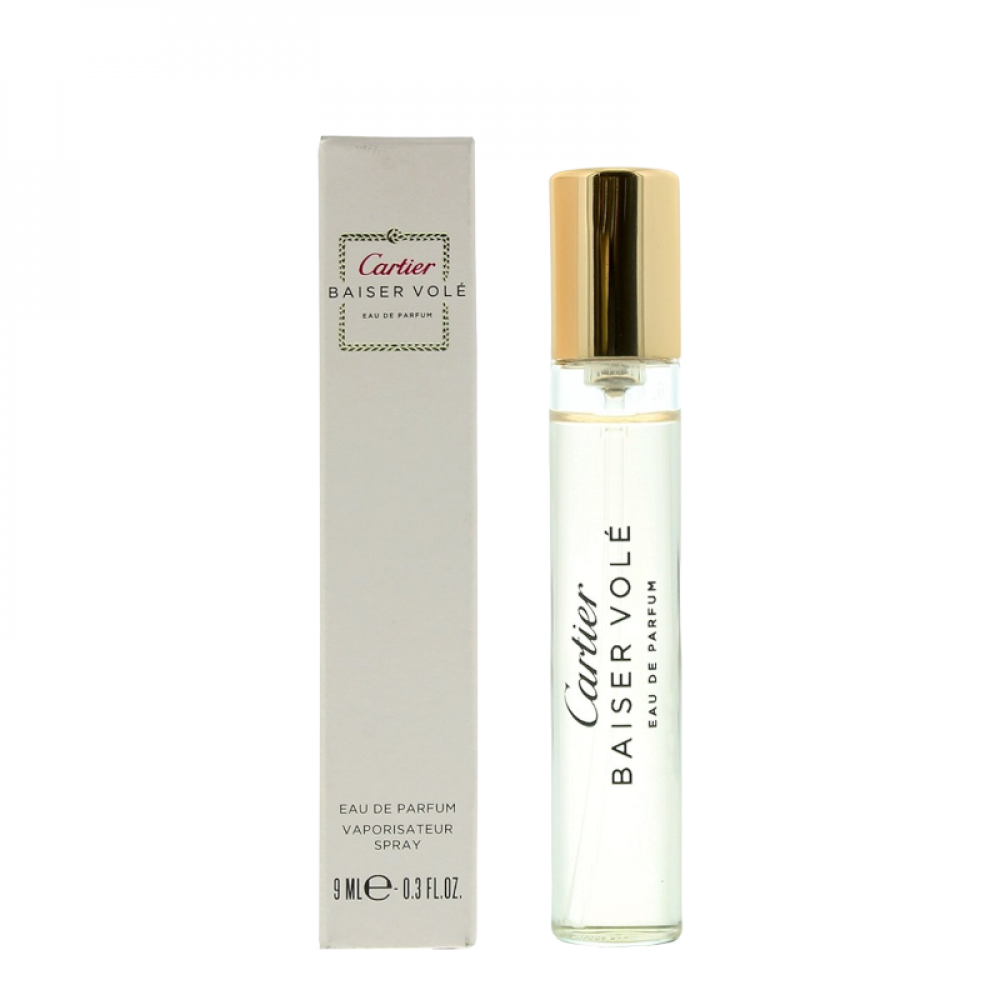 Cartier
BAISER VOLÉ
EAU DE PARFUM
EAU DE PARFUM
VAPORISATEUR
SPRAY
9 ML℮- 0.3 FL.OZ.
Cartier
BAISER VOLÉ
EAU DE PARFUM